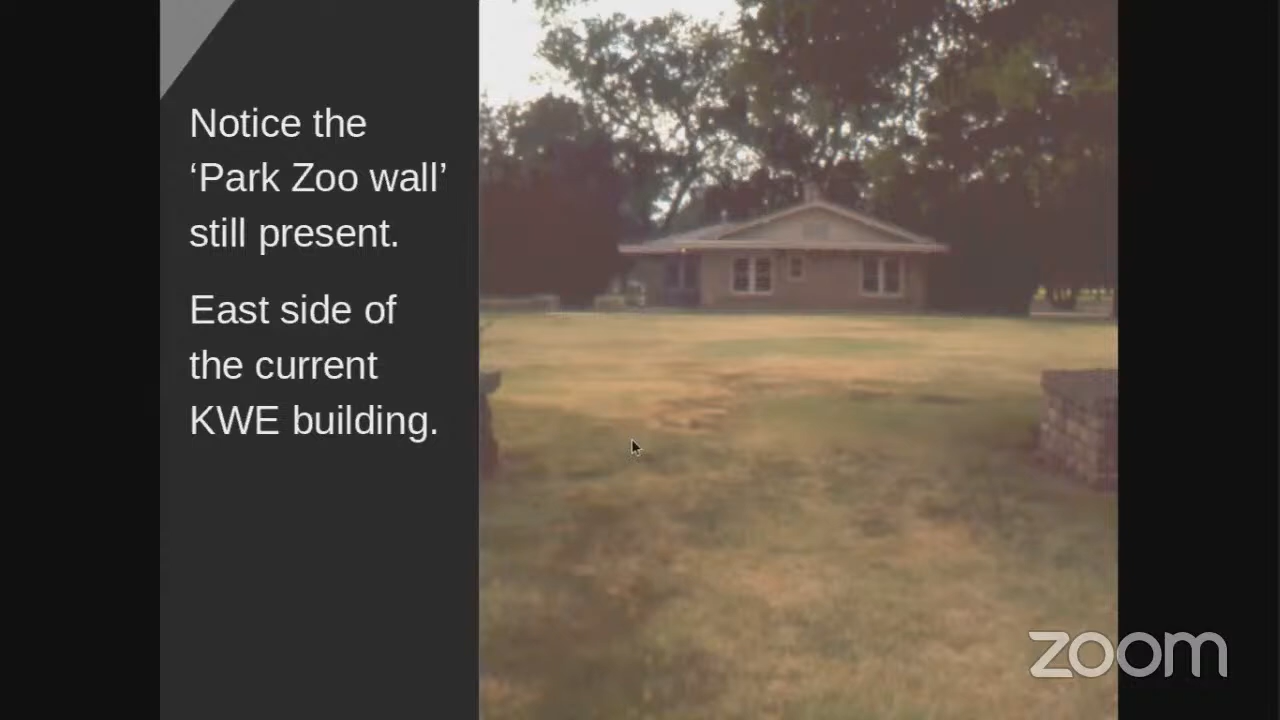 Notice the
‘Park Zoo wall’
still present.
East side of
the current
KWE building.
zoom